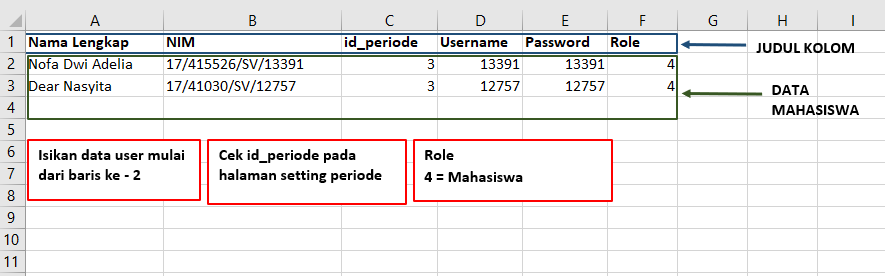 A B C D E F G H I
1 Nama Lengkap NIM id_periode Username Password Role JUDUL KOLOM
2 Nofa Dwi Adelia 17/415526/SV/13391 3 13391 13391 4
3 Dear Nasyita 17/41030/SV/12757 3 12757 12757 4 DATA
4 MAHASISWA
5
6 Isikan data user mulai Cek id_periode pada Role
7 dari baris ke - 2 halaman setting periode 4 = Mahasiswa
8
9
10
11